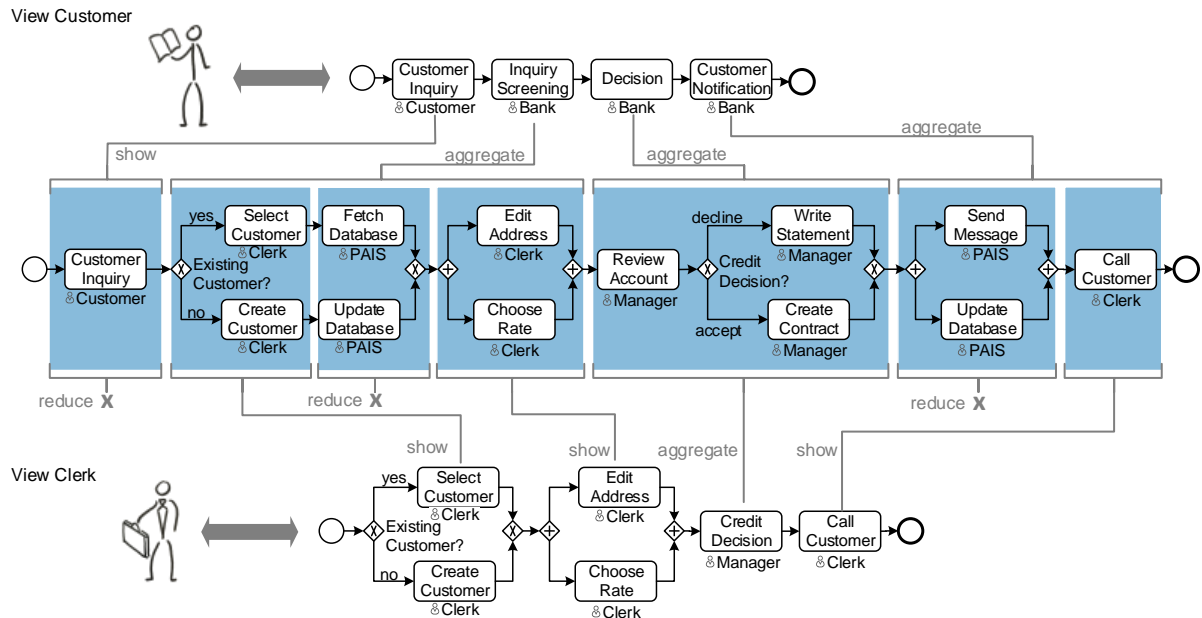 View Customer
Customer
Inquiry
Customer
Inquiry
Screening
Bank
Decision
Bank
Customer
Notification
Bank
show
aggregate
aggregate
aggregate
Customer
Inquiry
Customer
yes
no
X
Existing
Customer?
Select
Customer
Clerk
Create
Customer
Clerk
Fetch
Database
PAIS
Update
Database
PAIS
X
+
Edit
Address
Clerk
Choose
Rate
Clerk
+
Review
Account
Manager
X
decline
Credit
Decision?
accept
Write
Statement
Manager
Create
Contract
Manager
X
+
Send
Message
PAIS
Update
Database
PAIS
+
Call
Customer
Clerk
reduce X
reduce X
reduce X
show
show
aggregate
show
View Clerk
yes
no
X
Existing
Customer?
Select
Customer
Clerk
Create
Customer
Clerk
X
+
Edit
Address
Clerk
Choose
Rate
Clerk
+
Credit
Decision
Manager
Call
Customer
Clerk